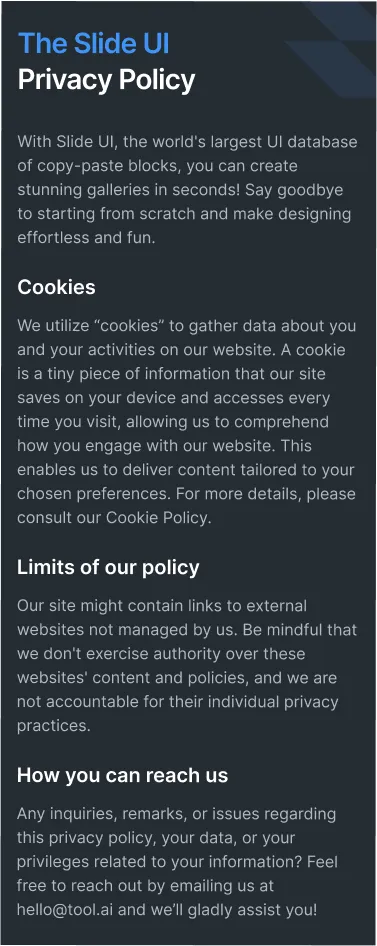 The Slide UI
Privacy Policy
With Slide UI, the world's largest UI database
of copy-paste blocks, you can create
stunning galleries in seconds! Say goodbye
to starting from scratch and make designing
effortless and fun.
Cookies
We utilize “cookies” to gather data about you
and your activities on our website. A cookie
is a tiny piece of information that our site
saves on your device and accesses every
time you visit, allowing us to comprehend
how you engage with our website. This
enables us to deliver content tailored to your
chosen preferences. For more details, please
consult our Cookie Policy.
Limits of our policy
Our site might contain links to external
websites not managed by us. Be mindful that
we don't exercise authority over these
websites' content and policies, and we are
not accountable for their individual privacy
practices.
How you can reach us
Any inquiries, remarks, or issues regarding
this privacy policy, your data, or your
privileges related to your information? Feel
free to reach out by emailing us at
hello@tool.ai and we’ll gladly assist you!